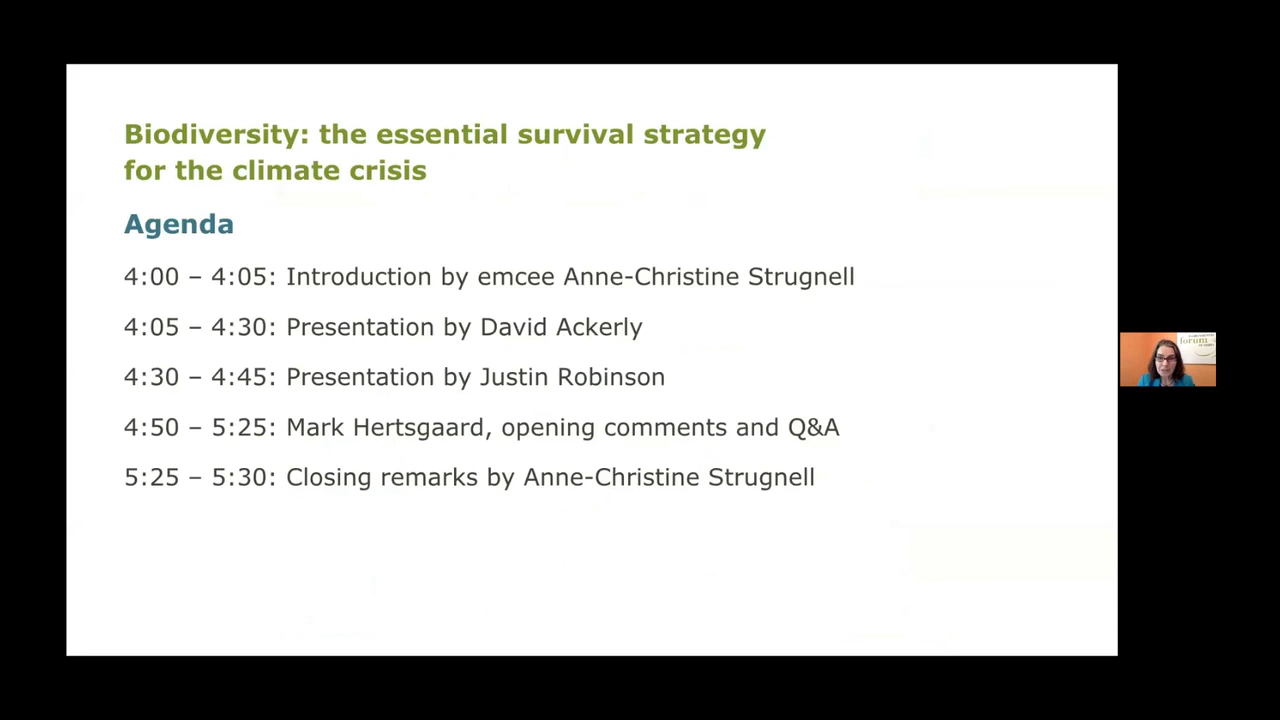 Biodiversity: the essential survival strategy
for the climate crisis
Agenda
4:00 – 4:05: Introduction by emcee Anne-Christine Strugnell
4:05 – 4:30: Presentation by David Ackerly
4:30 – 4:45: Presentation by Justin Robinson
4:50 – 5:25: Mark Hertsgaard, opening comments and Q&A
5:25 – 5:30: Closing remarks by Anne-Christine Strugnell
forum